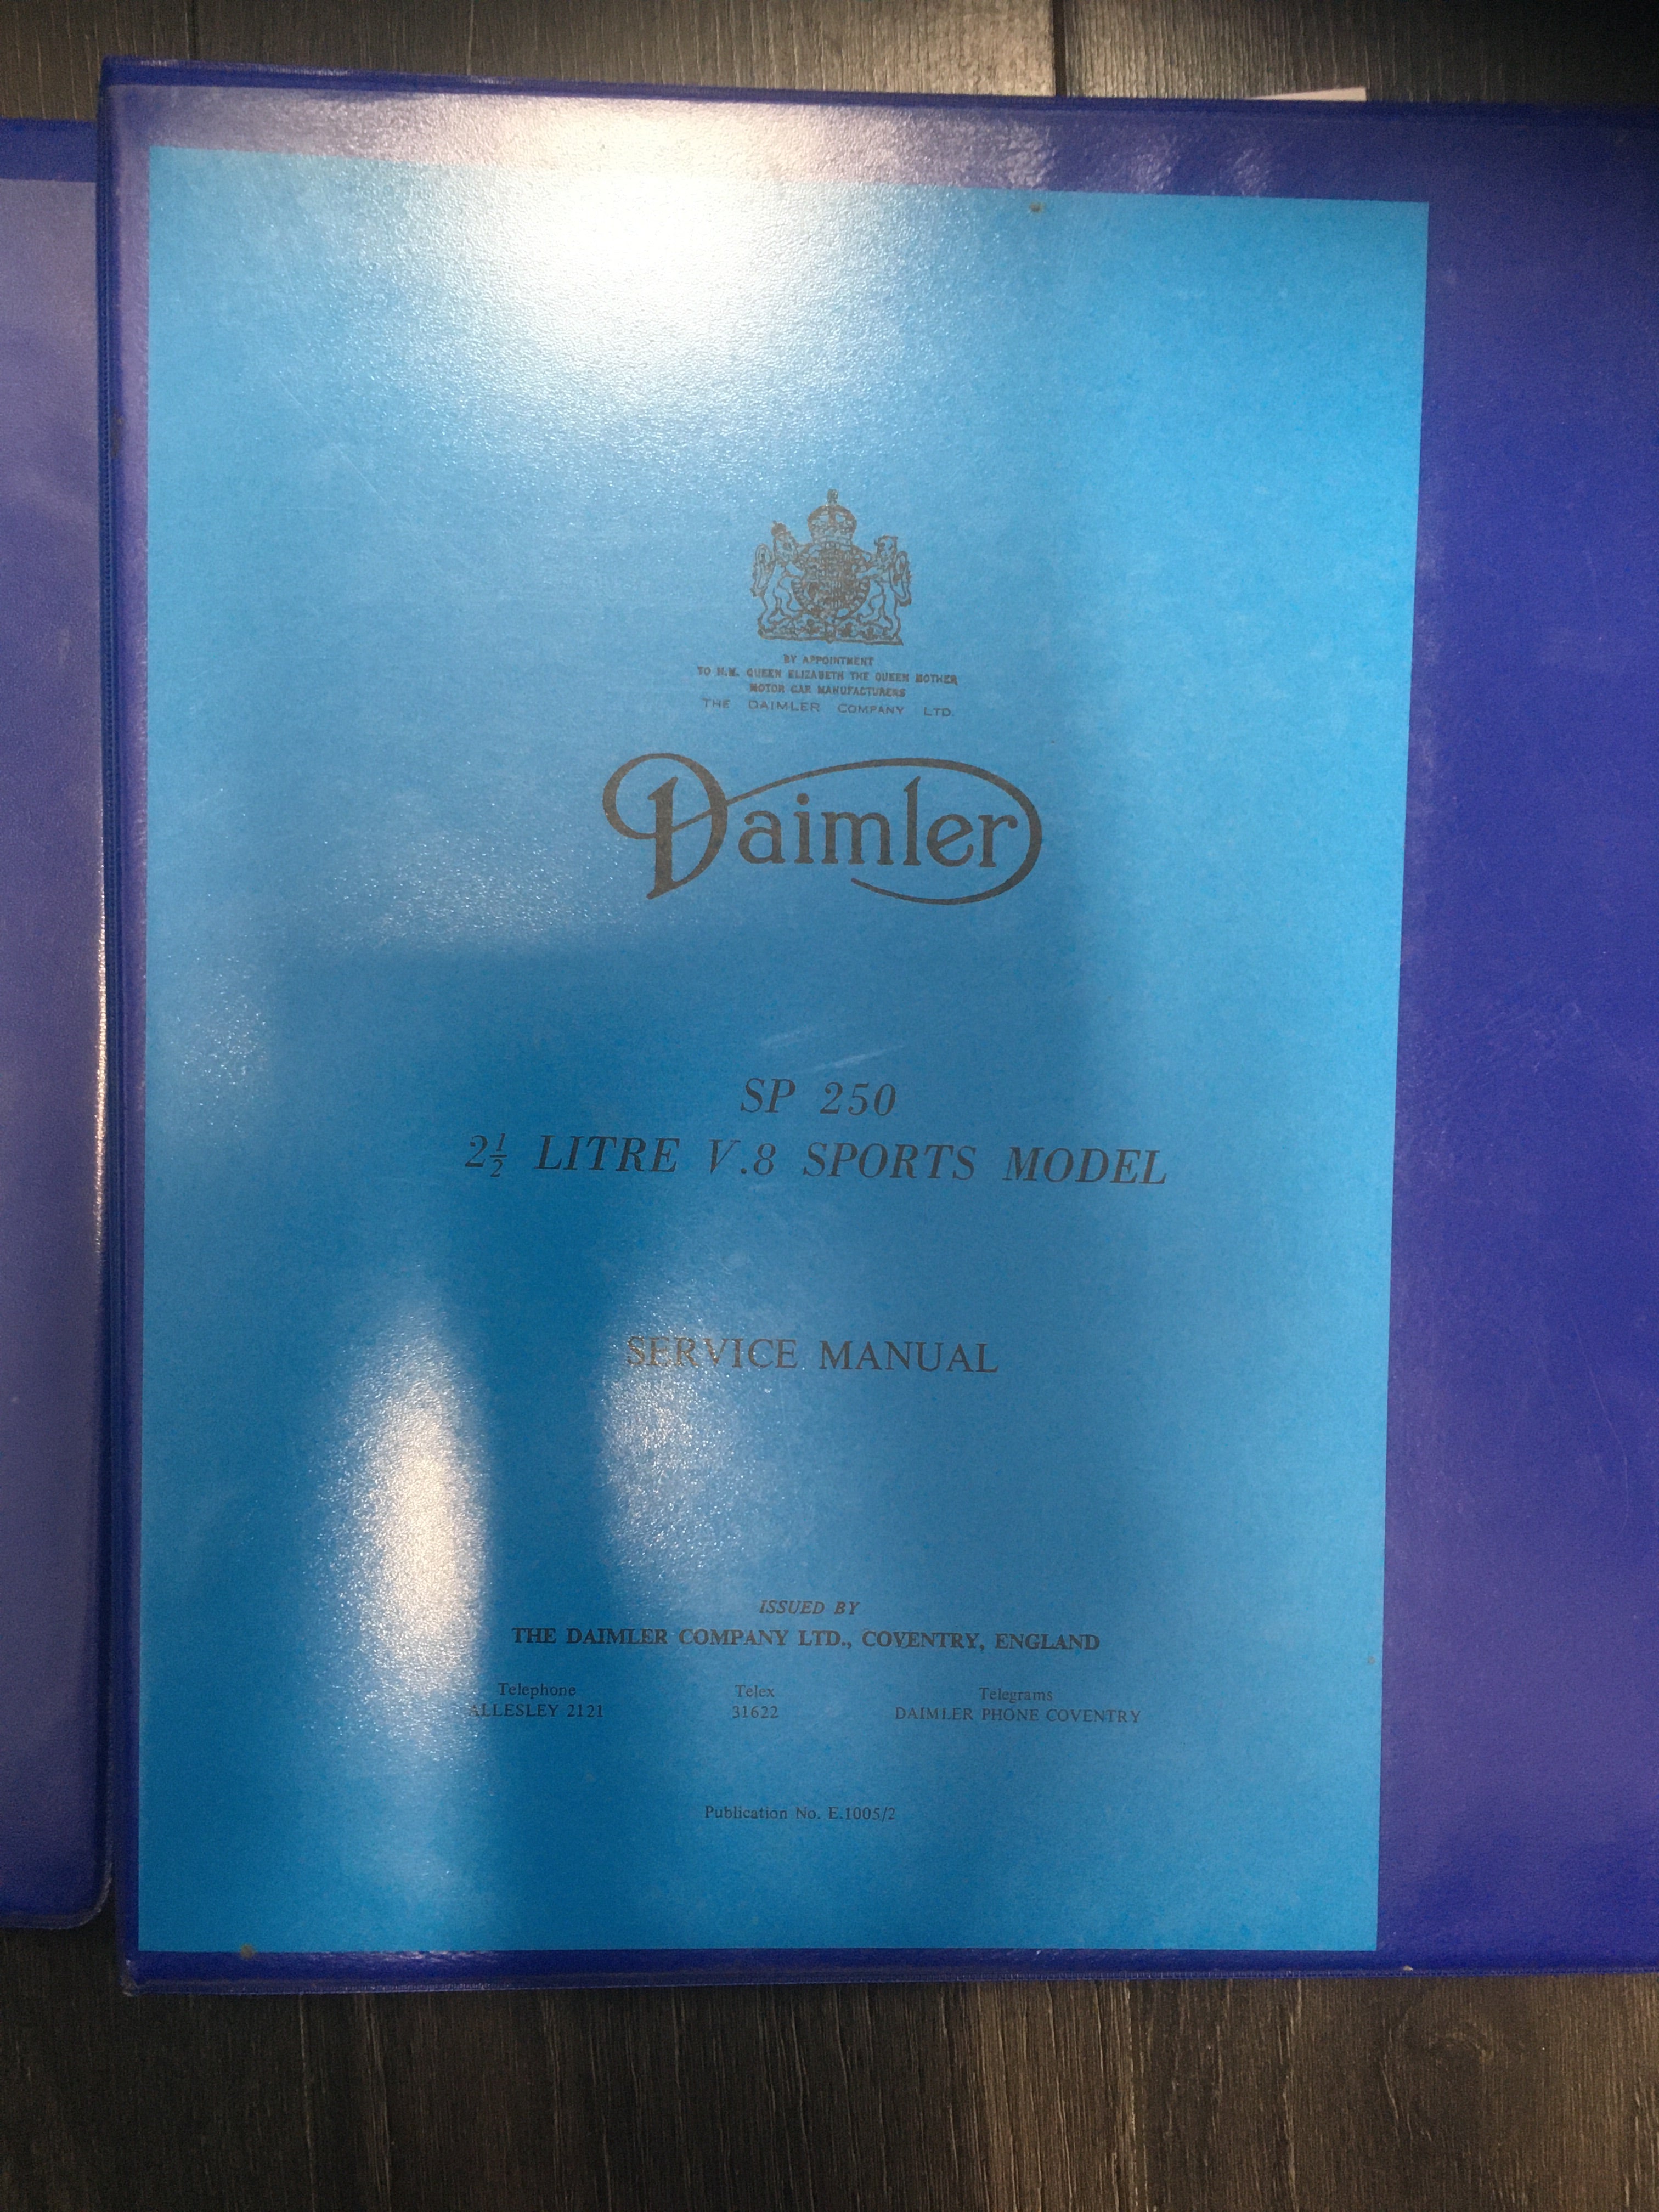 BY APPOINTMENT
TO H.M. QUEEN ELIZABETH THE QUEEN MOTHER
MOTOR CAR MANUFACTURERS
THE DAIMLER COMPANY LTD.
Daimler
SP 250
2½ LITRE V.8 SPORTS MODEL
SERVICE MANUAL
ISSUED BY
THE DAIMLER COMPANY LTD., COVENTRY, ENGLAND
Telephone Telex Telegrams
ALLESLEY 2121 31622 DAIMLER PHONE COVENTRY
Publication No. E.1005/2